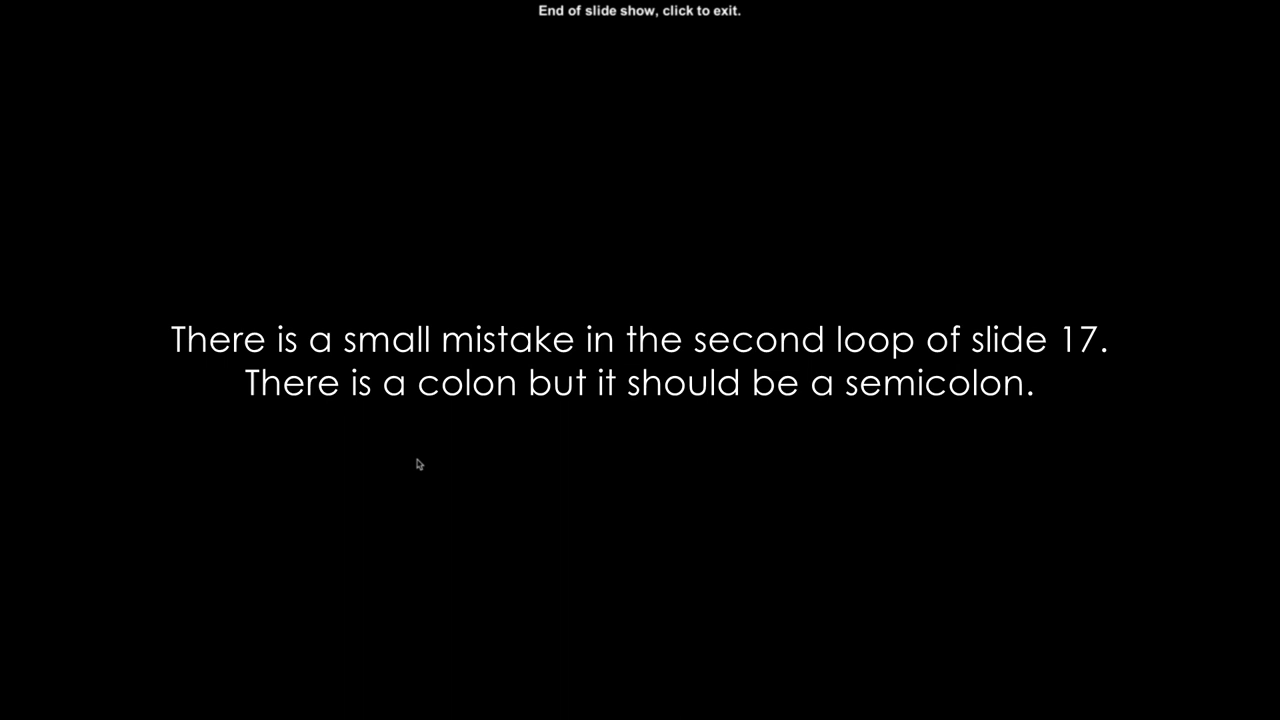 End of slide show, click to exit.
There is a small mistake in the second loop of slide 17.
There is a colon but it should be a semicolon.